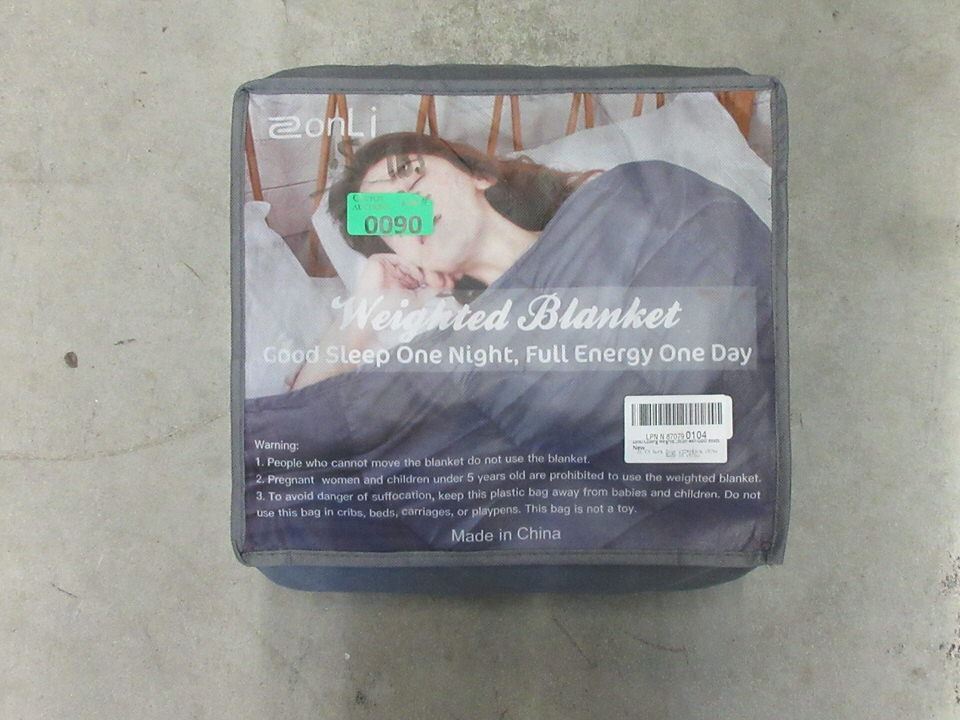 ZonLi
0090
Weighted Blanket
Good Sleep One Night, Full Energy One Day
LPN N 87079 0104
New
Warning:
1. People who cannot move the blanket do not use the blanket.
2. Pregnant women and children under 5 years old are prohibited to use the weighted blanket.
3. To avoid danger of suffocation, keep this plastic bag away from babies and children. Do not
use this bag in cribs, beds, carriages, or playpens. This bag is not a toy.
Made in China